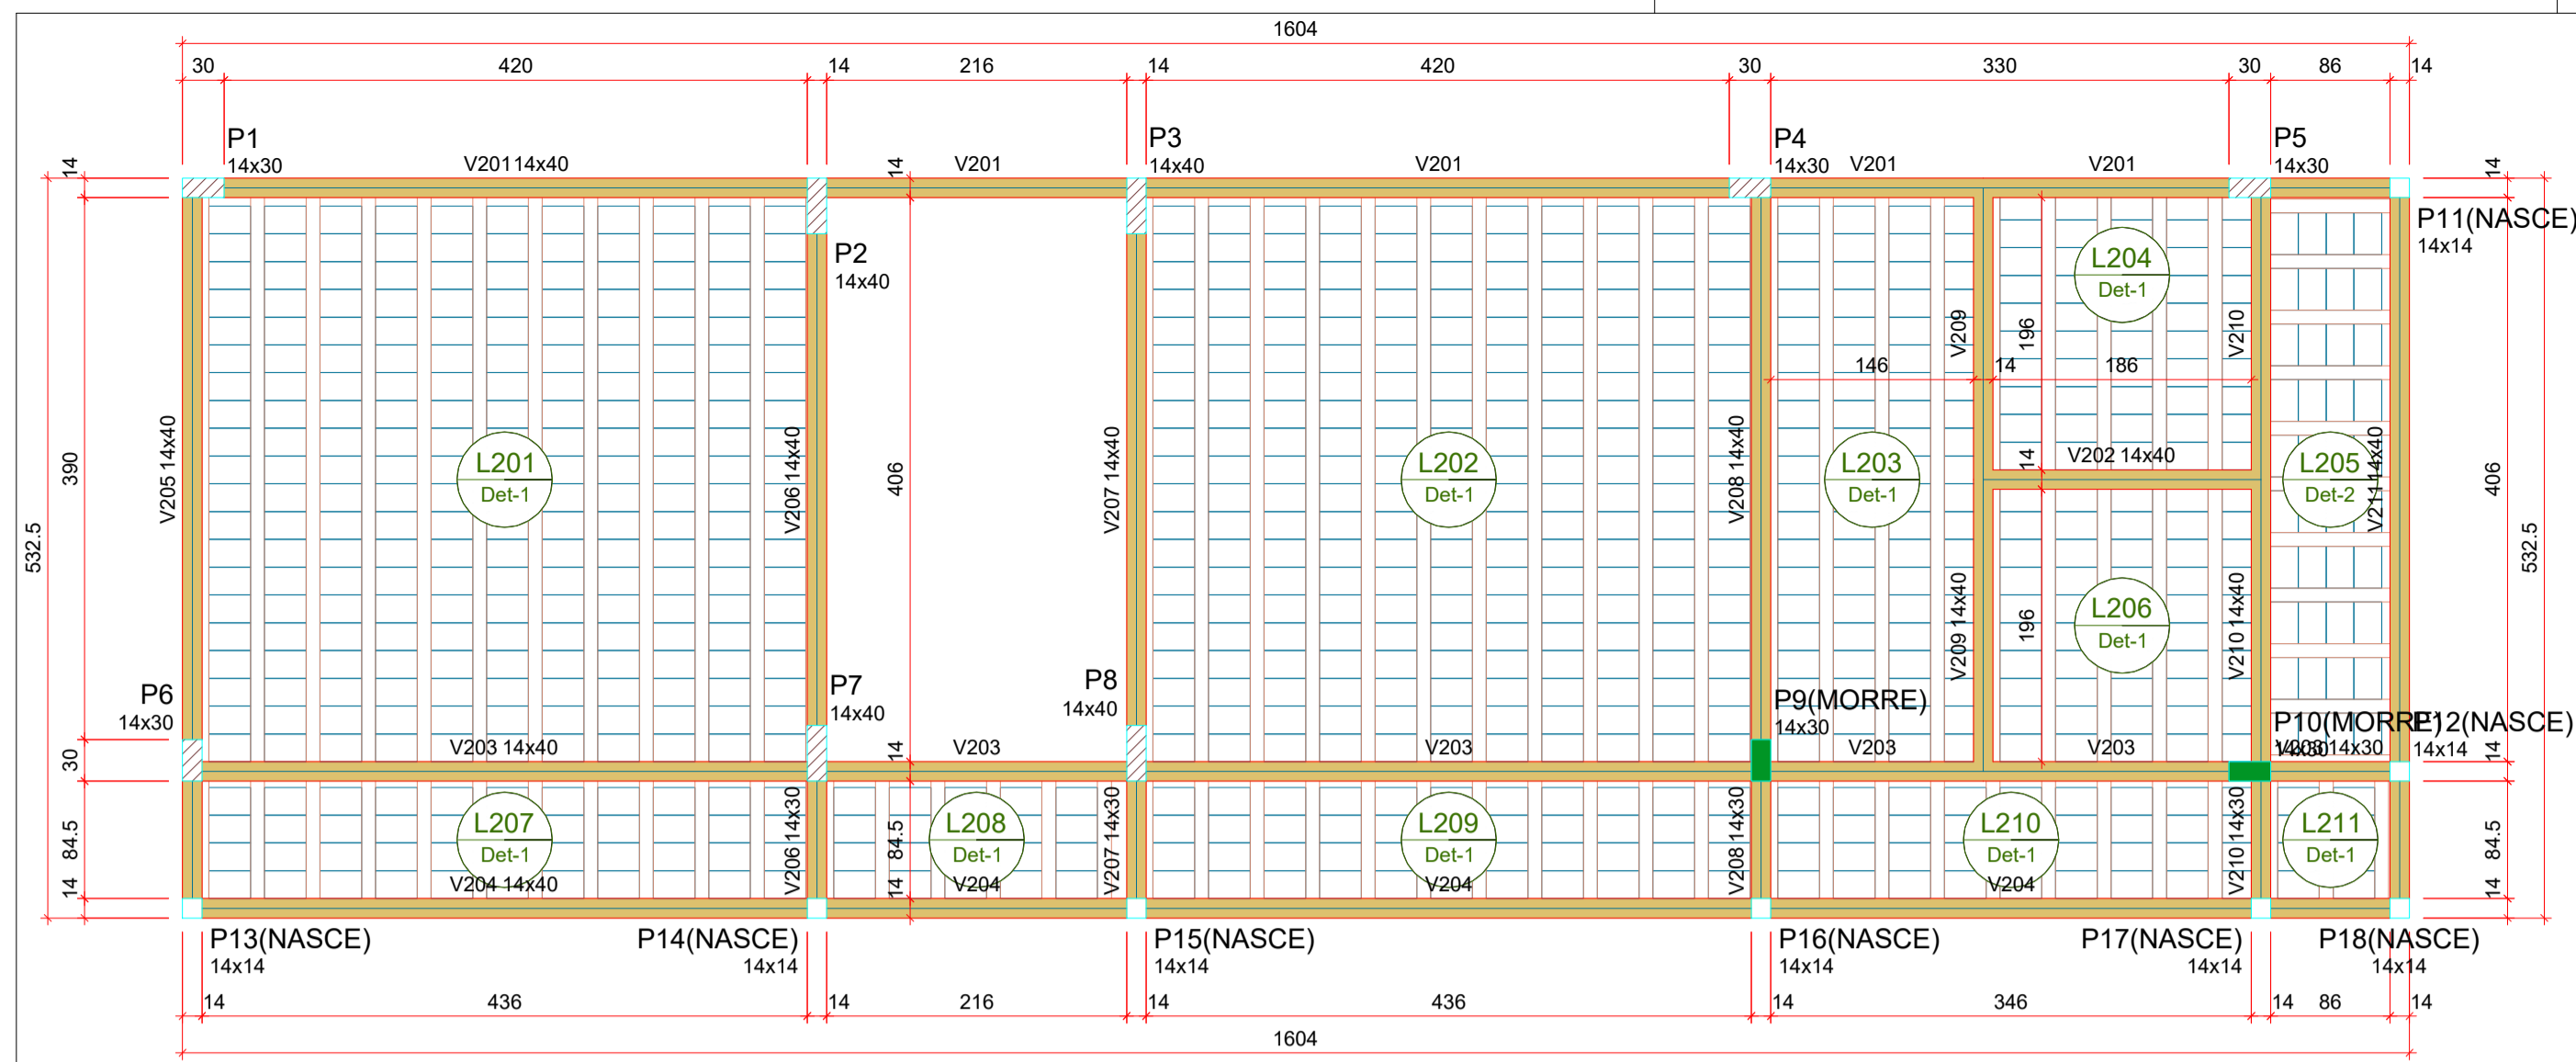 1604
30 420 14 216 14 420 30 330 30 86 14
P1
14x30
V201 14x40
V201
P3
14x40
V201
P4
14x30
V201
V201
P5
14x30
14
14
14
P11(NASCE)
14x14
P2
14x40
L204
Det-1
V209
196
V210
146 14 186
532.5
390
V205 14x40
L201
Det-1
V206 14x40
406
V207 14x40
L202
Det-1
V208 14x40
L203
Det-1
14
V202 14x40
L205
Det-2
V211 14x40
406
532.5
V209 14x40
196
L206
Det-1
V210 14x40
P6
14x30
P7
14x40
P8
14x40
P9(MORRE)
14x30
P10(MORRE)
14x30
P12(NASCE)
14x14
30
V203 14x40
14
V203
V203
V203
V203
V203 14x30
14
84.5
L207
Det-1
V204 14x40
V206 14x30
84.5
L208
Det-1
V204
V207 14x30
L209
Det-1
V204
V208 14x30
L210
Det-1
V204
V210 14x30
L211
Det-1
84.5
14
14
14
P13(NASCE)
14x14
P14(NASCE)
14x14
P15(NASCE)
14x14
P16(NASCE)
14x14
P17(NASCE)
14x14
P18(NASCE)
14x14
14 436 14 216 14 436 14 346 14 86 14
1604